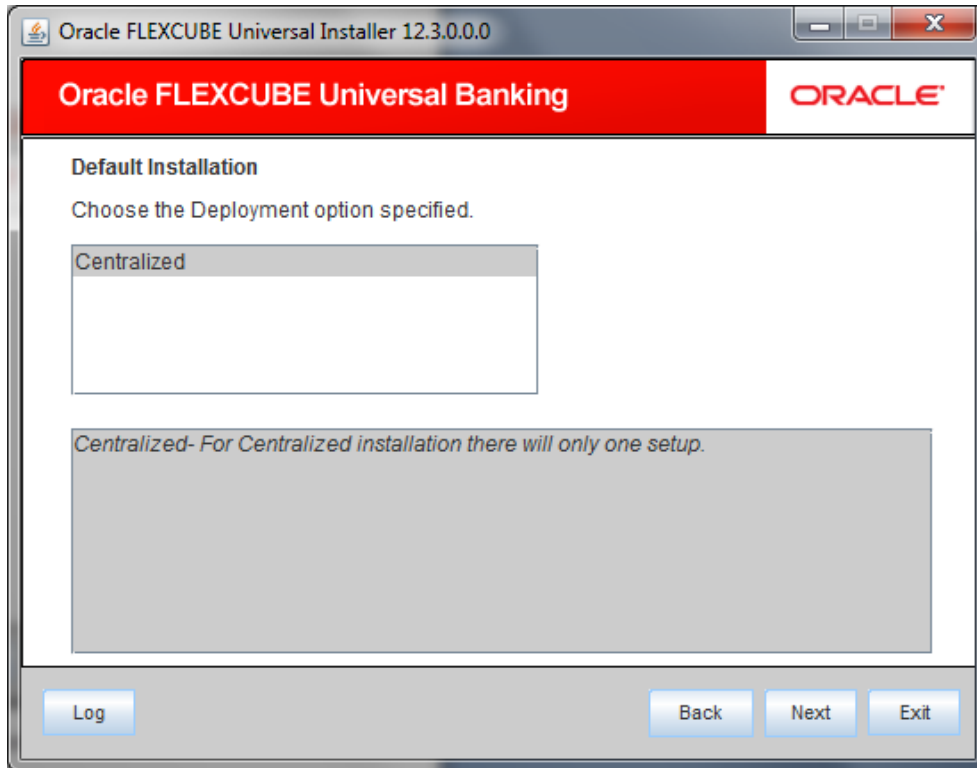 Oracle FLEXCUBE Universal Installer 12.3.0.0.0
Oracle FLEXCUBE Universal Banking
ORACLE
Default Installation
Choose the Deployment option specified.
Centralized
Centralized- For Centralized installation there will only one setup.
Log
Back
Next
Exit